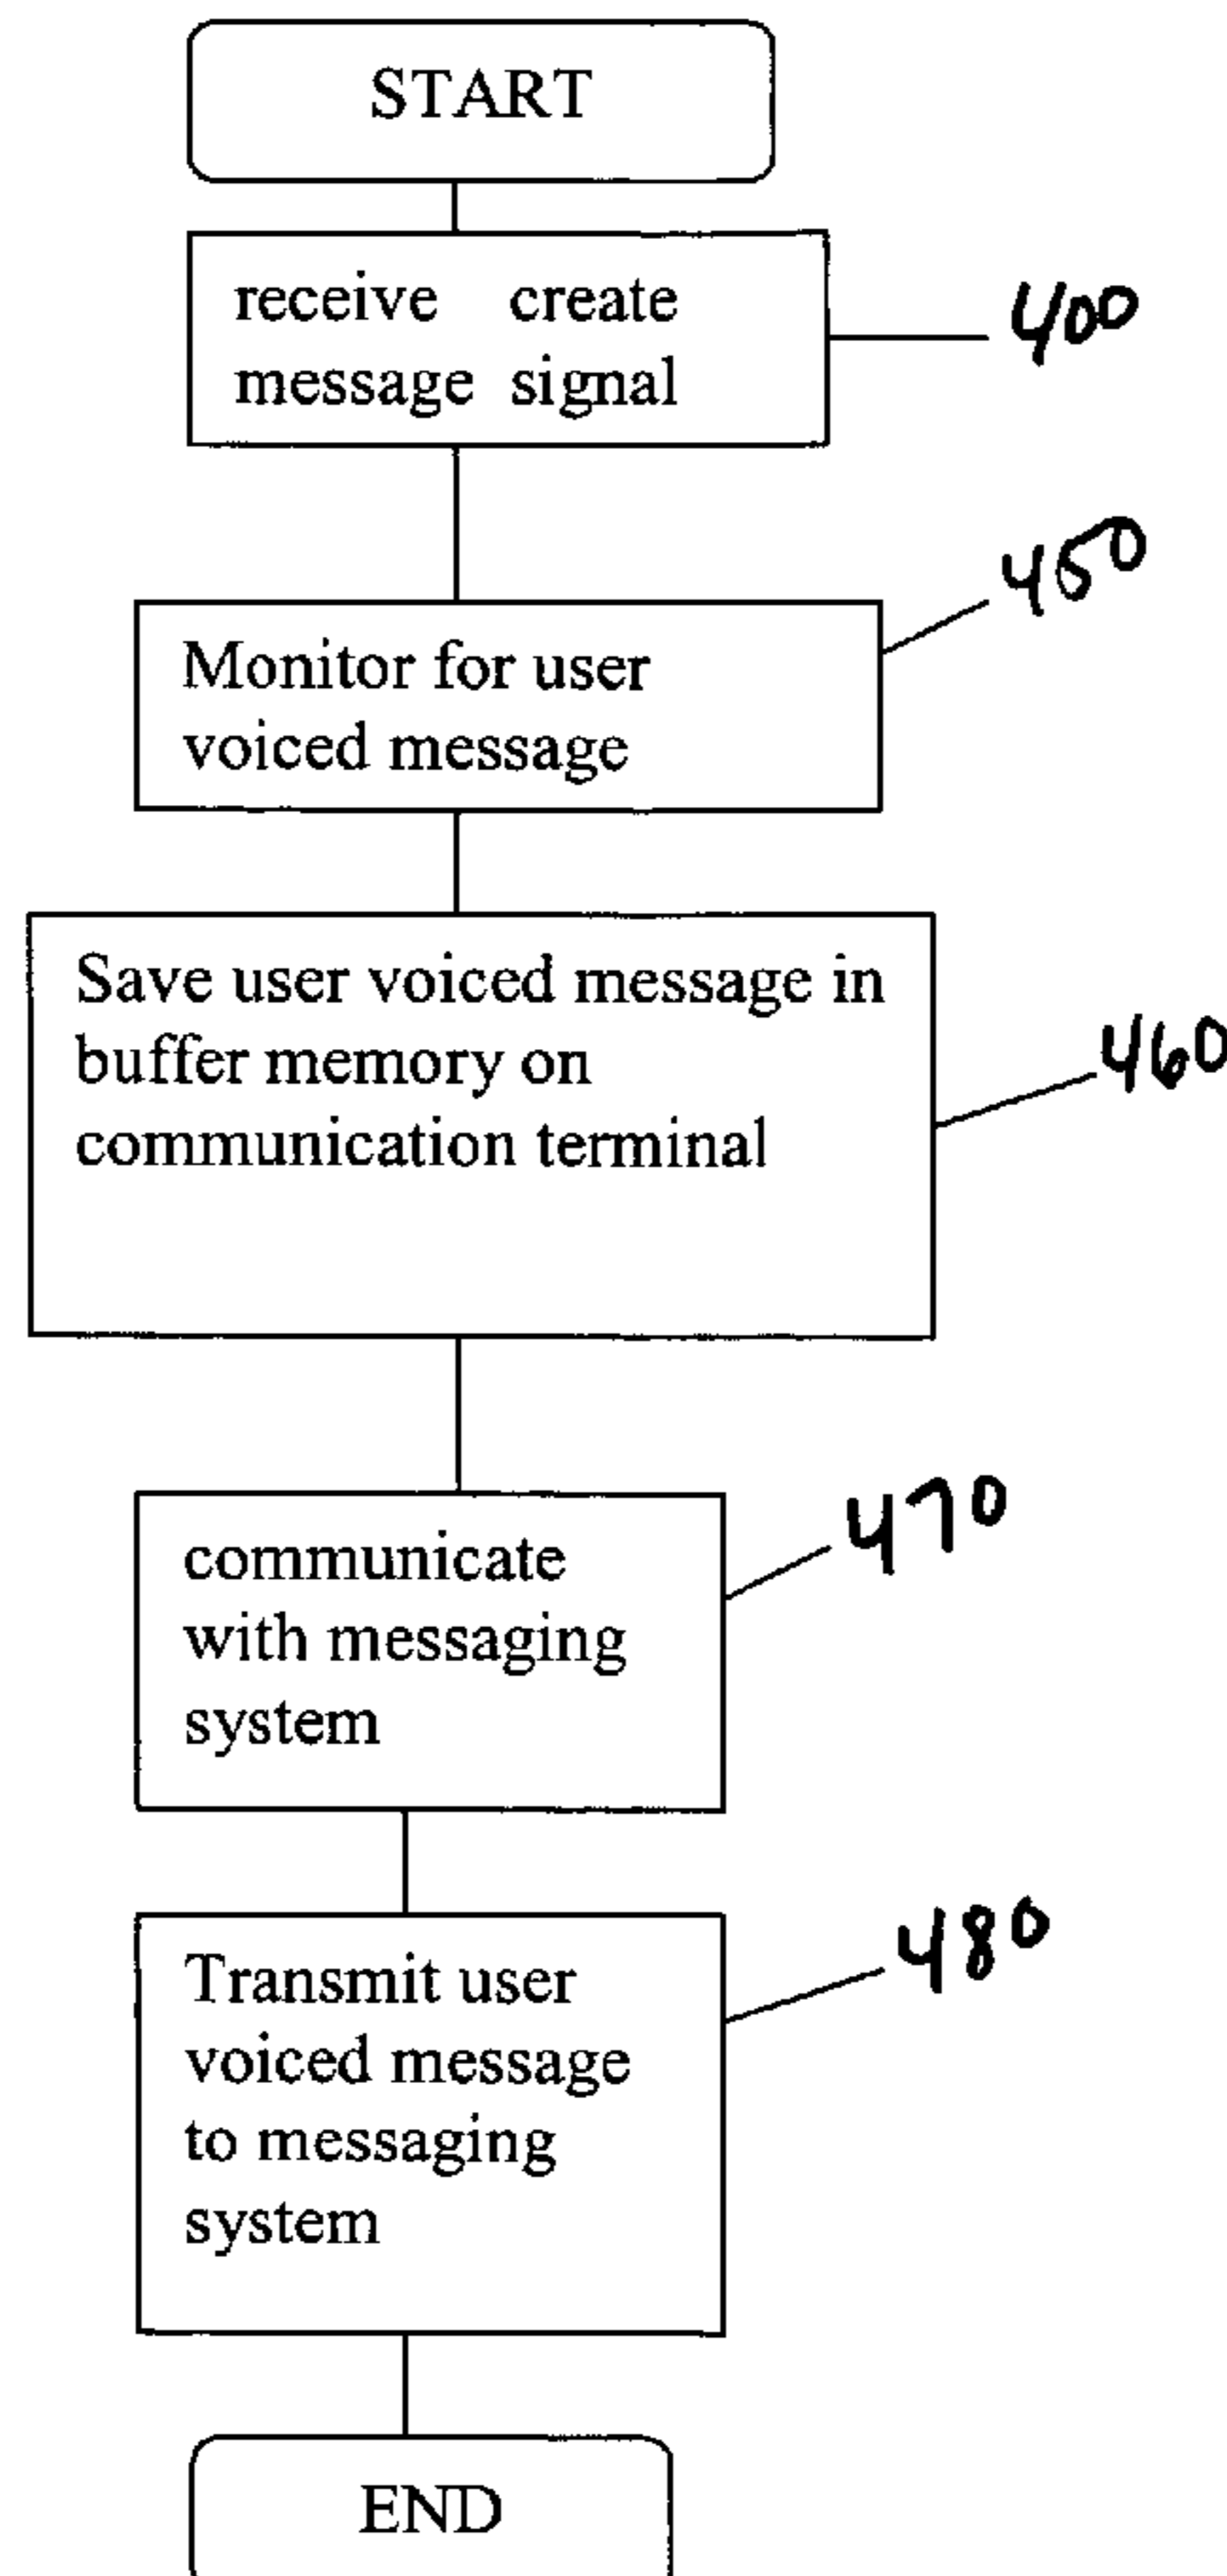 START
receive create
message signal
400
450
Monitor for user
voiced message
Save user voiced message in
buffer memory on
communication terminal
460
communicate
with messaging
system
470
Transmit user
voiced message
to messaging
system
480
END